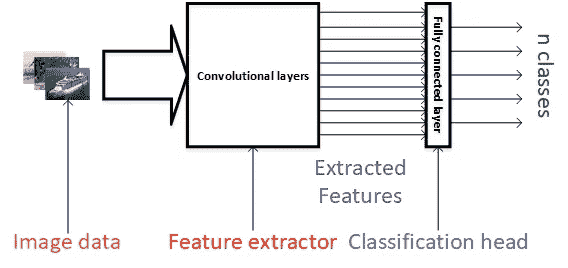 Convolutional layers
Fully connected layer
n classes
Extracted
Features
Image data
Feature extractor
Classification head